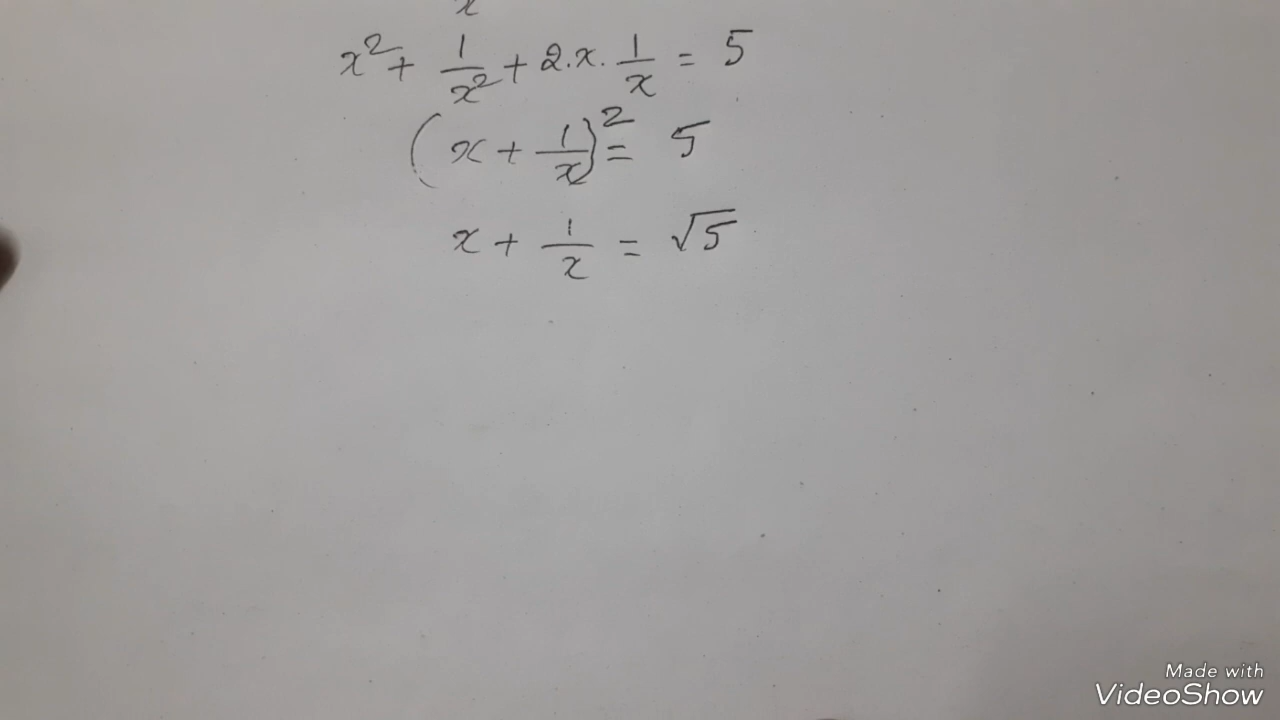 x
x² + 1/x² + 2.x. 1/x = 5
(x + 1/x)² = 5
x + 1/x = √5
Made with
VideoShow